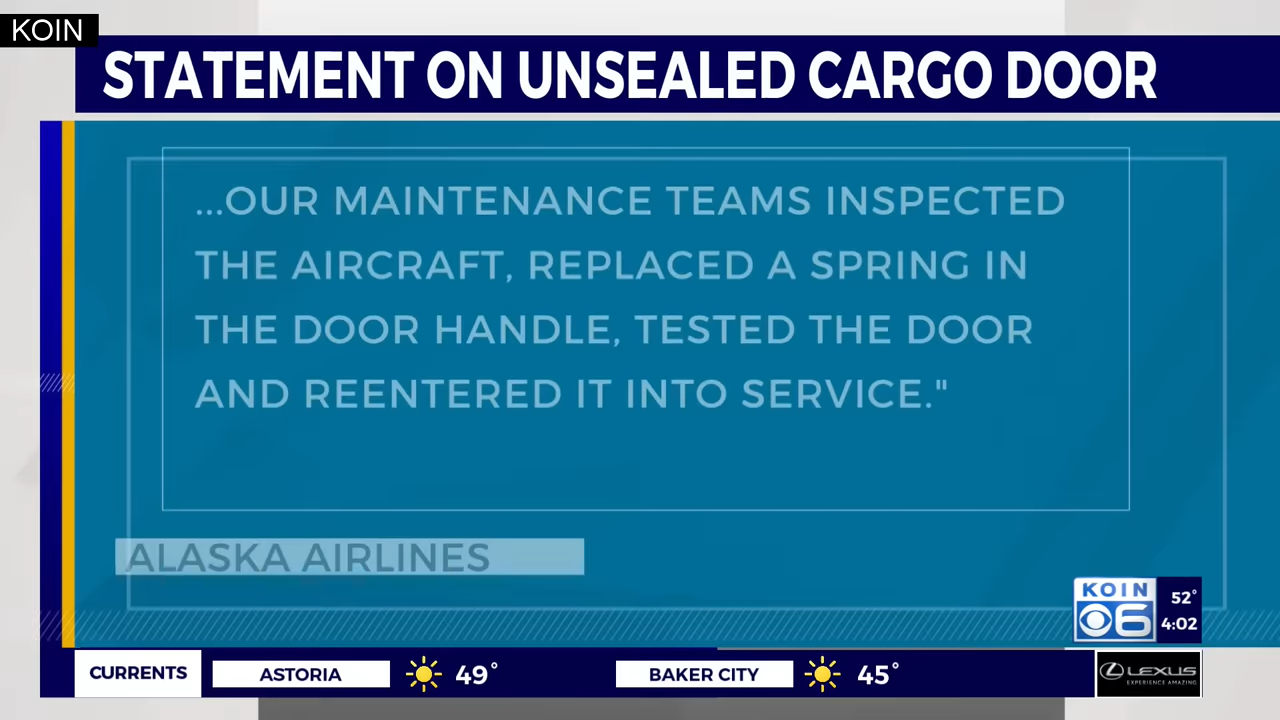 KOIN
STATEMENT ON UNSEALED CARGO DOOR
...OUR MAINTENANCE TEAMS INSPECTED
THE AIRCRAFT, REPLACED A SPRING IN
THE DOOR HANDLE, TESTED THE DOOR
AND REENTERED IT INTO SERVICE."
ALASKA AIRLINES
KOIN
6
52°
4:02
CURRENTS
ASTORIA
49°
BAKER CITY
45°
LEXUS
EXPERIENCE AMAZING